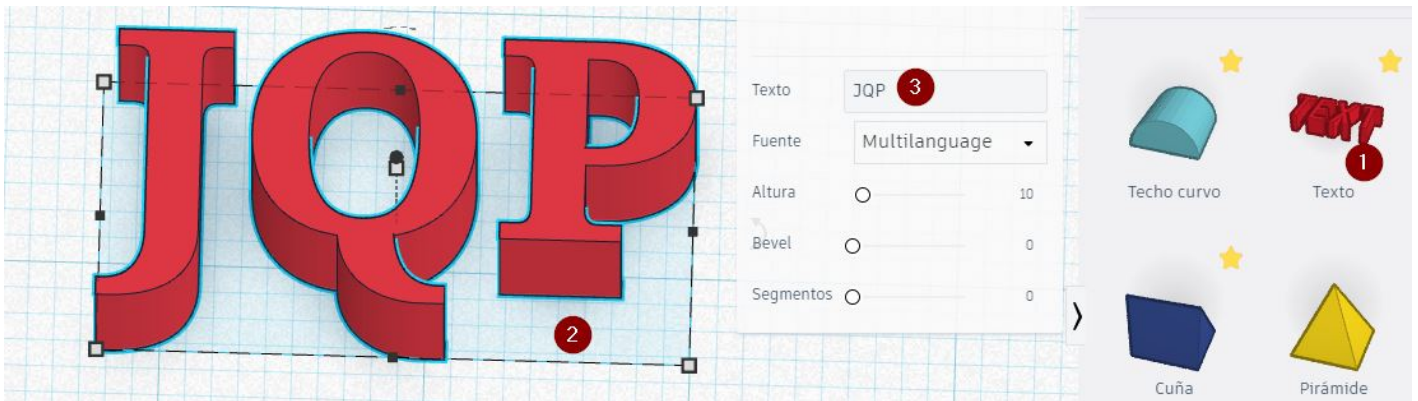 JQP
2
Texto JQP 3
Fuente Multilanguage
Altura 10
Bevel 0
Segmentos 0
TEXT
1
Techo curvo Texto
Cuña Pirámide